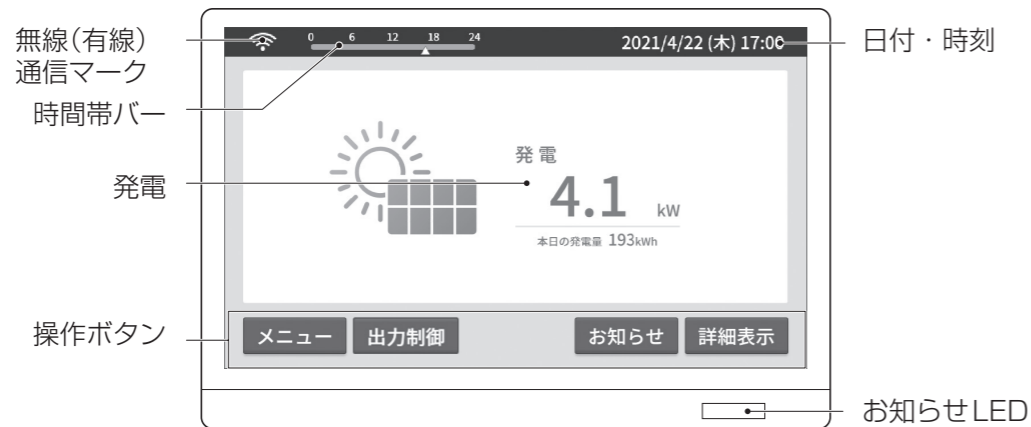 無線(有線)
通信マーク
時間帯バー
発電
操作ボタン
0 6 12 18 24
2021/4/22 (木) 17:00
発電
4.1 kW
本日の発電量 193kWh
メニュー 出力制御 お知らせ 詳細表示
日付・時刻
お知らせLED